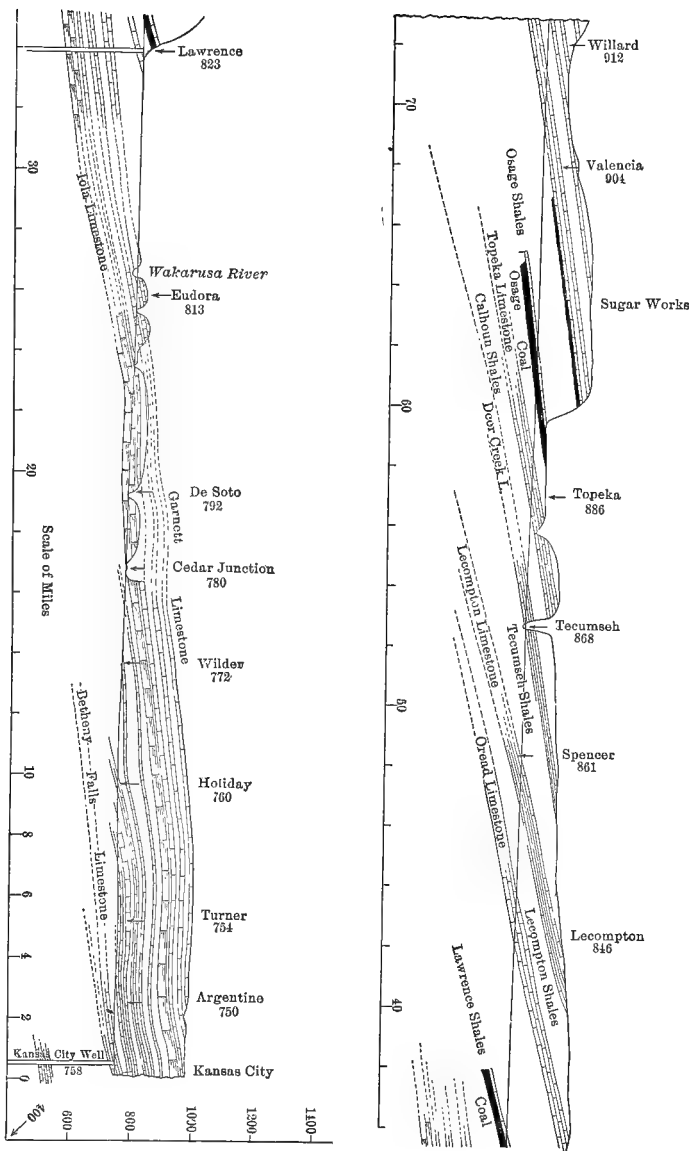 Lawrence
823
30
Iola Limestone
Wakarusa River
Eudora
813
20
De Soto
792
Garnett
Limestone
Scale of Miles
Cedar Junction
780
Wilder
772
Betheny Falls Limestone
10
Holiday
760
8
6
Turner
754
4
Argentine
750
2
Kansas City Well
758
0
Kansas City
400
600
800
1000
1200
1400
Willard
912
70
Valencia
904
Osage Shales
Osage Coal
Topeka Limestone
Calhoun Shales
Sugar Works
60
Deer Creek L.
Topeka
886
Lecompton Limestone
Tecumseh
868
Tecumseh Shales
50
Spencer
861
Oread Limestone
Lecompton
846
Lecompton Shales
Lawrence Shales
40
Coal